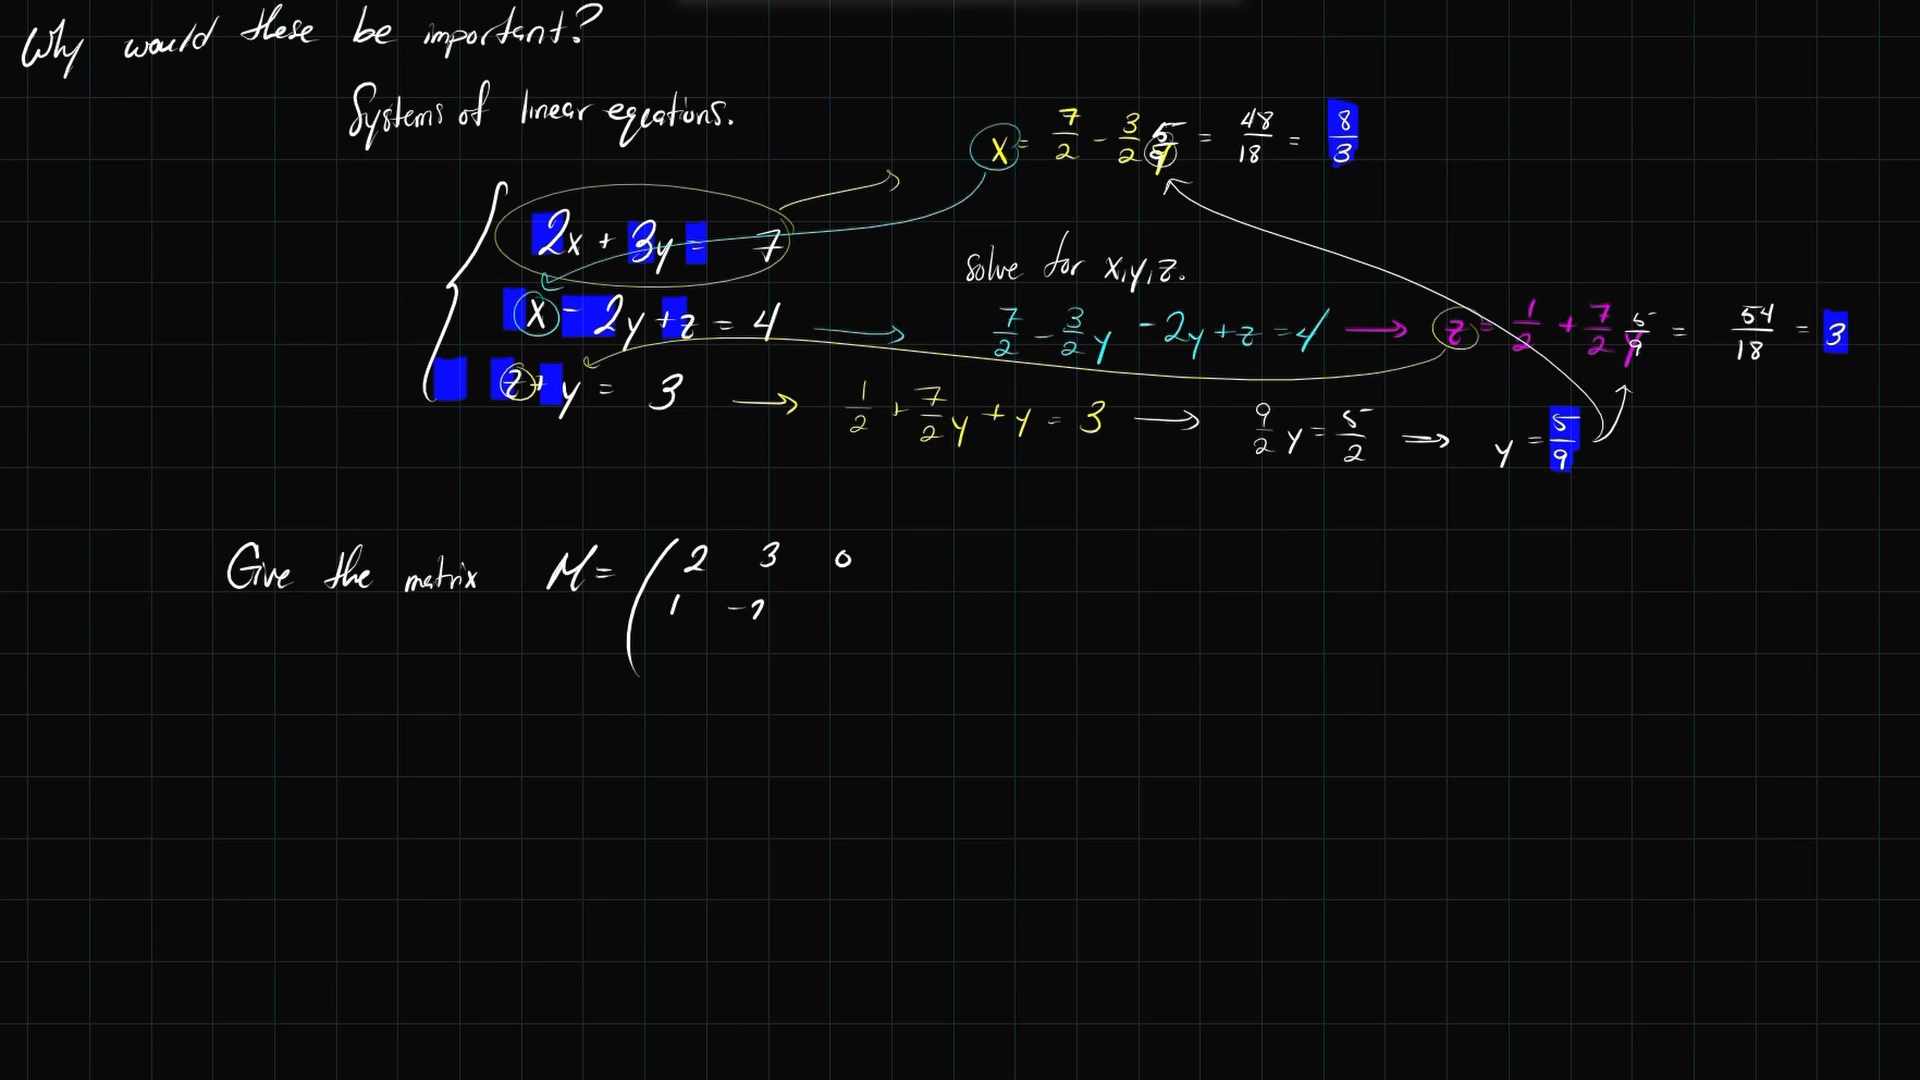 Why would these be important?
Systems of linear equations.
x = 7/2 - 3/2 5/9 = 48/18 = 8/3
2x + 3y = 7
solve for x,y,z.
x - 2y + z = 4 → 7/2 - 3/2 y - 2y + z = 4 → z = 1/2 + 7/2 5/9 = 54/18 = 3
z + y = 3 → 1/2 + 7/2 y + y = 3 → 9/2 y = 5/2 → y = 5/9
Give the matrix M = ( 2 3 0
1 -2